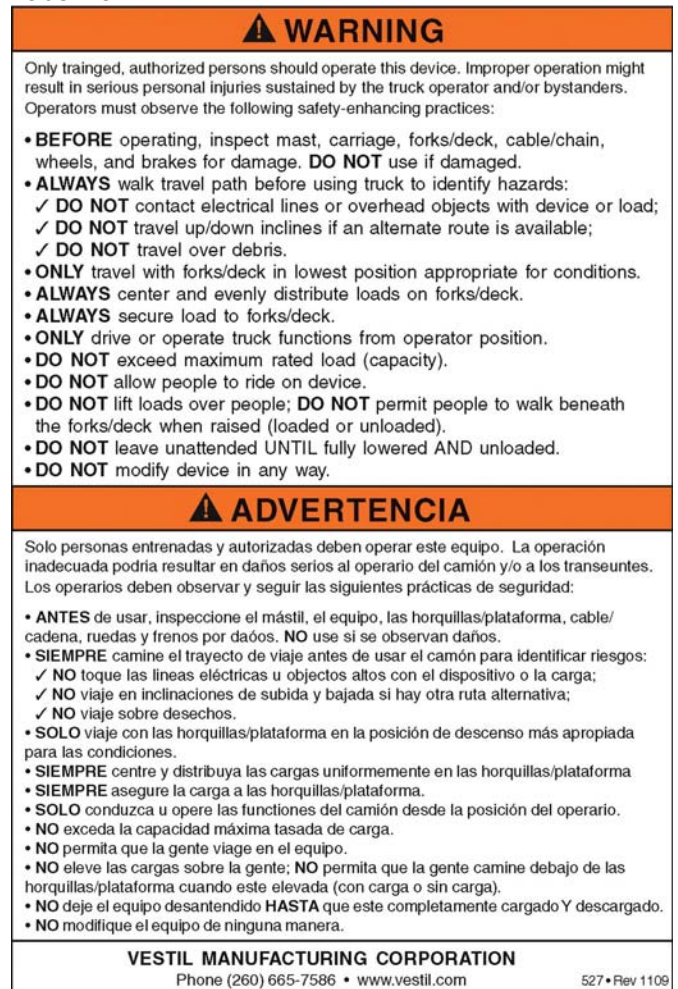 WARNING
Only trainged, authorized persons should operate this device. Improper operation might
result in serious personal injuries sustained by the truck operator and/or bystanders.
Operators must observe the following safety-enhancing practices:
• BEFORE operating, inspect mast, carriage, forks/deck, cable/chain,
wheels, and brakes for damage. DO NOT use if damaged.
• ALWAYS walk travel path before using truck to identify hazards:
✓ DO NOT contact electrical lines or overhead objects with device or load;
✓ DO NOT travel up/down inclines if an alternate route is available;
✓ DO NOT travel over debris.
• ONLY travel with forks/deck in lowest position appropriate for conditions.
• ALWAYS center and evenly distribute loads on forks/deck.
• ALWAYS secure load to forks/deck.
• ONLY drive or operate truck functions from operator position.
• DO NOT exceed maximum rated load (capacity).
• DO NOT allow people to ride on device.
• DO NOT lift loads over people; DO NOT permit people to walk beneath
the forks/deck when raised (loaded or unloaded).
• DO NOT leave unattended UNTIL fully lowered AND unloaded.
• DO NOT modify device in any way.
ADVERTENCIA
Solo personas entrenadas y autorizadas deben operar este equipo. La operación
inadecuada podria resultar en daños serios al operario del camión y/o a los transeuntes.
Los operarios deben observar y seguir las siguientes prácticas de seguridad:
• ANTES de usar, inspeccione el mástil, el equipo, las horquillas/plataforma, cable/
cadena, ruedas y frenos por daóos. NO use si se observan daños.
• SIEMPRE camine el trayecto de viaje antes de usar el camón para identificar riesgos:
✓ NO toque las lineas eléctricas u objectos altos con el dispositivo o la carga;
✓ NO viaje en inclinaciones de subida y bajada si hay otra ruta alternativa;
✓ NO viaje sobre desechos.
• SOLO viaje con las horquillas/plataforma en la posición de descenso más apropiada
para las condiciones.
• SIEMPRE centre y distribuya las cargas uniformemente en las horquillas/plataforma
• SIEMPRE asegure la carga a las horquillas/plataforma.
• SOLO conduzca u opere las functiones del camión desde la posición del operario.
• NO exceda la capacidad máxima tasada de carga.
• NO permita que la gente viage en el equipo.
• NO eleve las cargas sobre la gente; NO permita que la gente camine debajo de las
horquillas/plataforma cuando este elevada (con carga o sin carga).
• NO deje el equipo desantendido HASTA que este completamente cargado Y descargado.
• NO modifique el equipo de ninguna manera.
VESTIL MANUFACTURING CORPORATION
Phone (260) 665-7586 • www.vestil.com 527 • Rev 1109